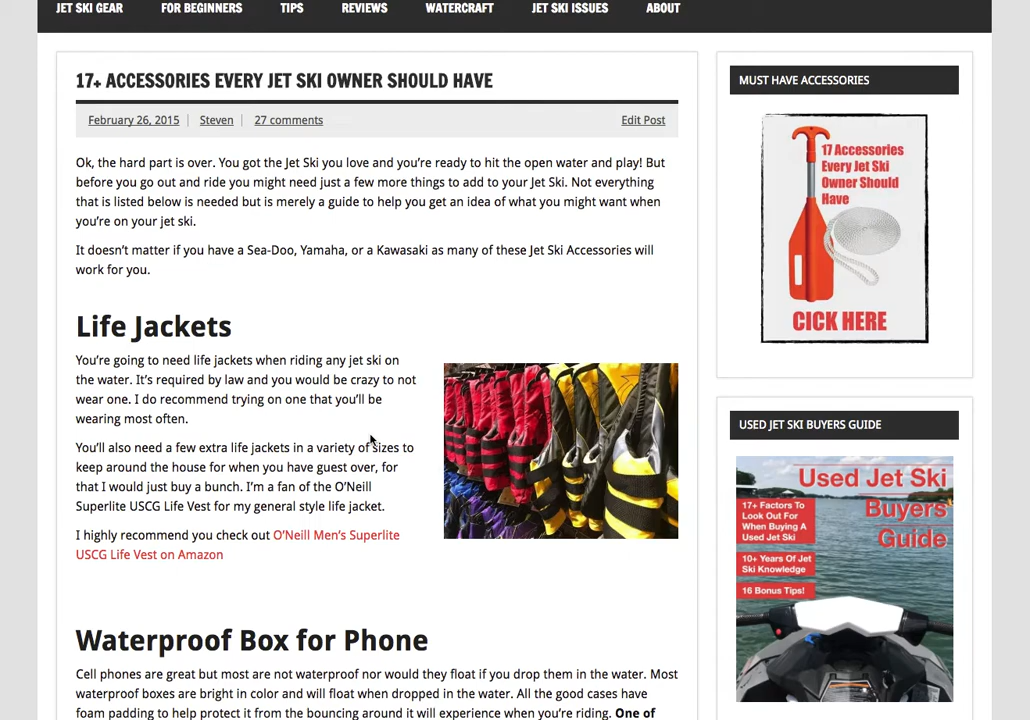 JET SKI GEAR FOR BEGINNERS TIPS REVIEWS WATERCRAFT JET SKI ISSUES ABOUT
17+ ACCESSORIES EVERY JET SKI OWNER SHOULD HAVE
February 26, 2015 Steven 27 comments Edit Post
Ok, the hard part is over. You got the Jet Ski you love and you're ready to hit the open water and play! But
before you go out and ride you might need just a few more things to add to your Jet Ski. Not everything
that is listed below is needed but is merely a guide to help you get an idea of what you might want when
you're on your jet ski.
It doesn't matter if you have a Sea-Doo, Yamaha, or a Kawasaki as many of these Jet Ski Accessories will
work for you.
Life Jackets
You're going to need life jackets when riding any jet ski on
the water. It's required by law and you would be crazy to not
wear one. I do recommend trying on one that you'll be
wearing most often.
You'll also need a few extra life jackets in a variety of sizes to
keep around the house for when you have guest over, for
that I would just buy a bunch. I'm a fan of the O'Neill
Superlite USCG Life Vest for my general style life jacket.
I highly recommend you check out O'Neill Men's Superlite
USCG Life Vest on Amazon
Waterproof Box for Phone
Cell phones are great but most are not waterproof nor would they float if you drop them in the water. Most
waterproof boxes are bright in color and will float when dropped in the water. All the good cases have
foam padding to help protect it from the bouncing around it will experience when you're riding. One of
MUST HAVE ACCESSORIES
17 Accessories
Every Jet Ski
Owner Should
Have
CICK HERE
USED JET SKI BUYERS GUIDE
Used Jet Ski
Buyers
Guide
17+ Factors To
Look Out For
When Buying A
Used Jet Ski
10+ Years Of Jet
Ski Knowledge
16 Bonus Tips!